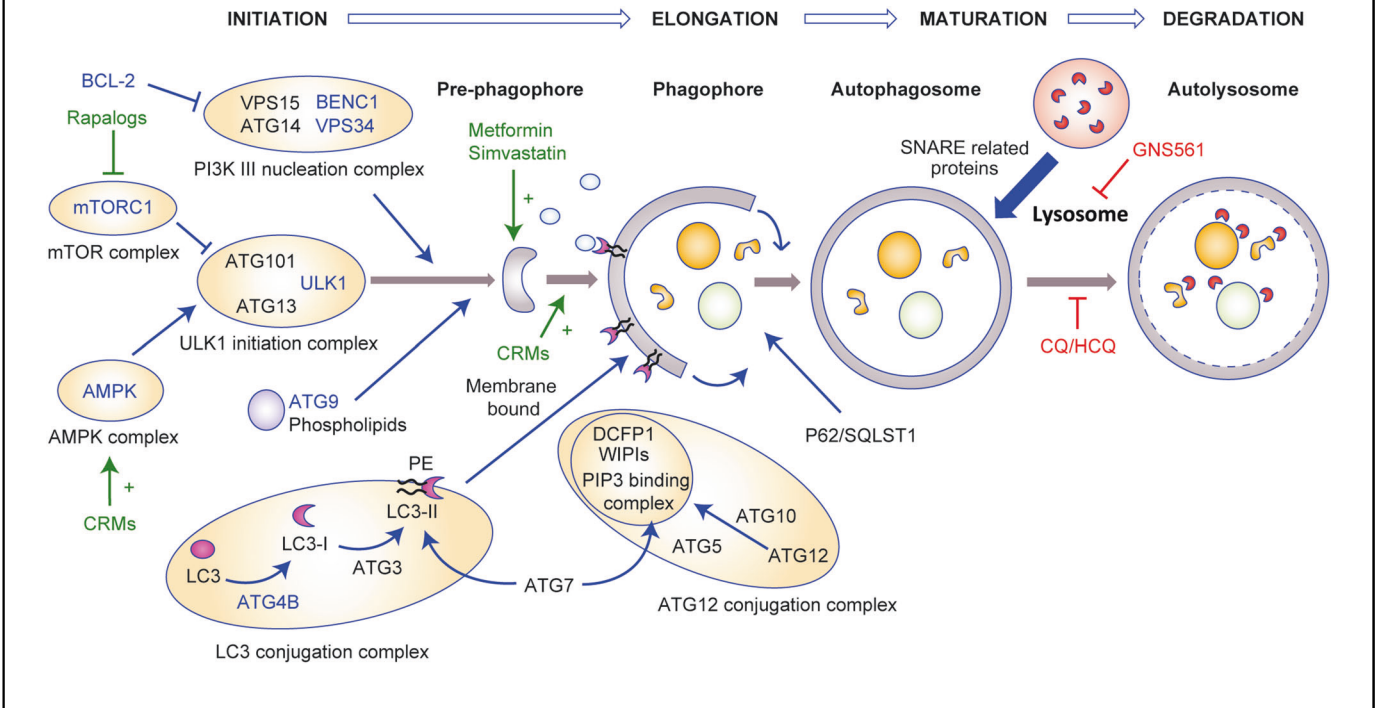 INITIATION
ELONGATION
MATURATION
DEGRADATION
BCL-2
Rapalogs
mTORC1
mTOR complex
VPS15 BENC1
ATG14 VPS34
PI3K III nucleation complex
ATG101
ULK1
ATG13
ULK1 initiation complex
AMPK
AMPK complex
+
CRMs
ATG9
Phospholipids
Pre-phagophore
Metformin
Simvastatin
+
+
CRMs
Membrane
bound
Phagophore
Autophagosome
SNARE related
proteins
Lysosome
GNS561
Autolysosome
CQ/HCQ
P62/SQLST1
PE
LC3-II
LC3-I
ATG3
LC3
ATG4B
LC3 conjugation complex
ATG7
DCFP1
WIPIs
PIP3 binding
complex
ATG10
ATG5
ATG12
ATG12 conjugation complex